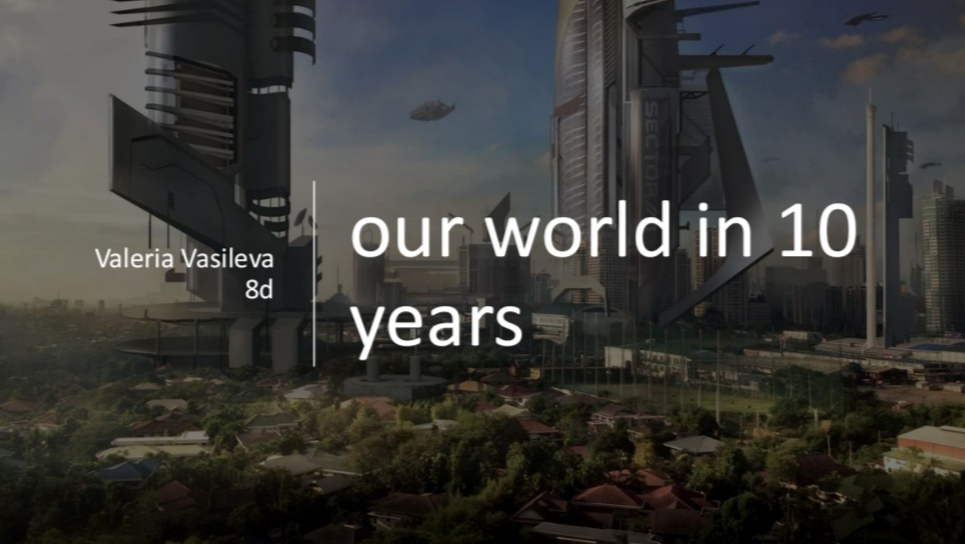 Valeria Vasileva
8d
our world in 10
years
SECTOR